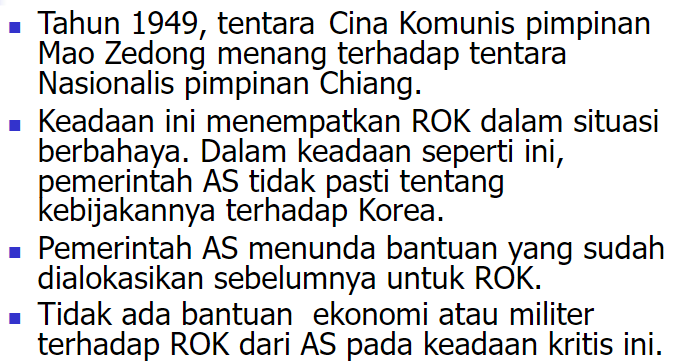 Tahun 1949, tentara Cina Komunis pimpinan
Mao Zedong menang terhadap tentara
Nasionalis pimpinan Chiang.
Keadaan ini menempatkan ROK dalam situasi
berbahaya. Dalam keadaan seperti ini,
pemerintah AS tidak pasti tentang
kebijakannya terhadap Korea.
Pemerintah AS menunda bantuan yang sudah
dialokasikan sebelumnya untuk ROK.
Tidak ada bantuan  ekonomi atau militer
terhadap ROK dari AS pada keadaan kritis ini.